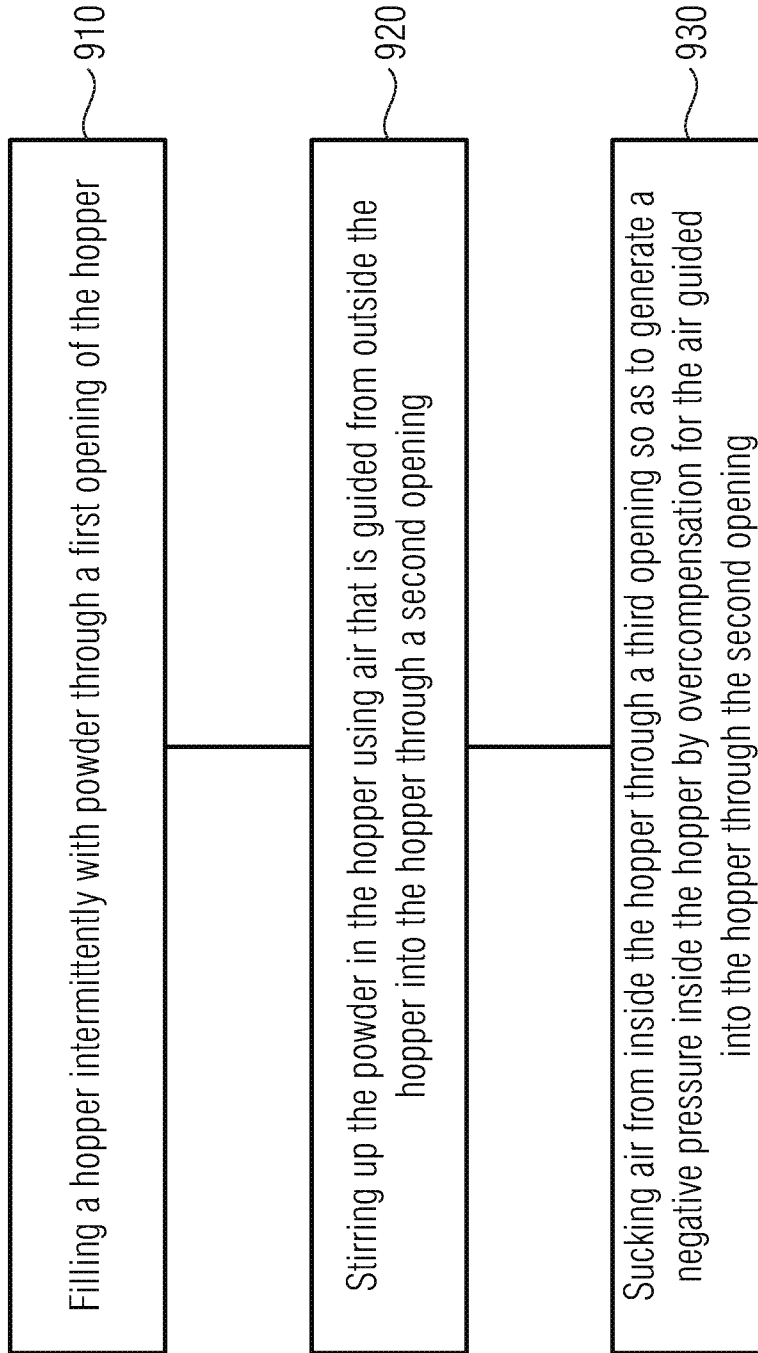 Filling a hopper intermittently with powder through a first opening of the hopper
910
Stirring up the powder in the hopper using air that is guided from outside the
hopper into the hopper through a second opening
920
Sucking air from inside the hopper through a third opening so as to generate a
negative pressure inside the hopper by overcompensation for the air guided
into the hopper through the second opening
930